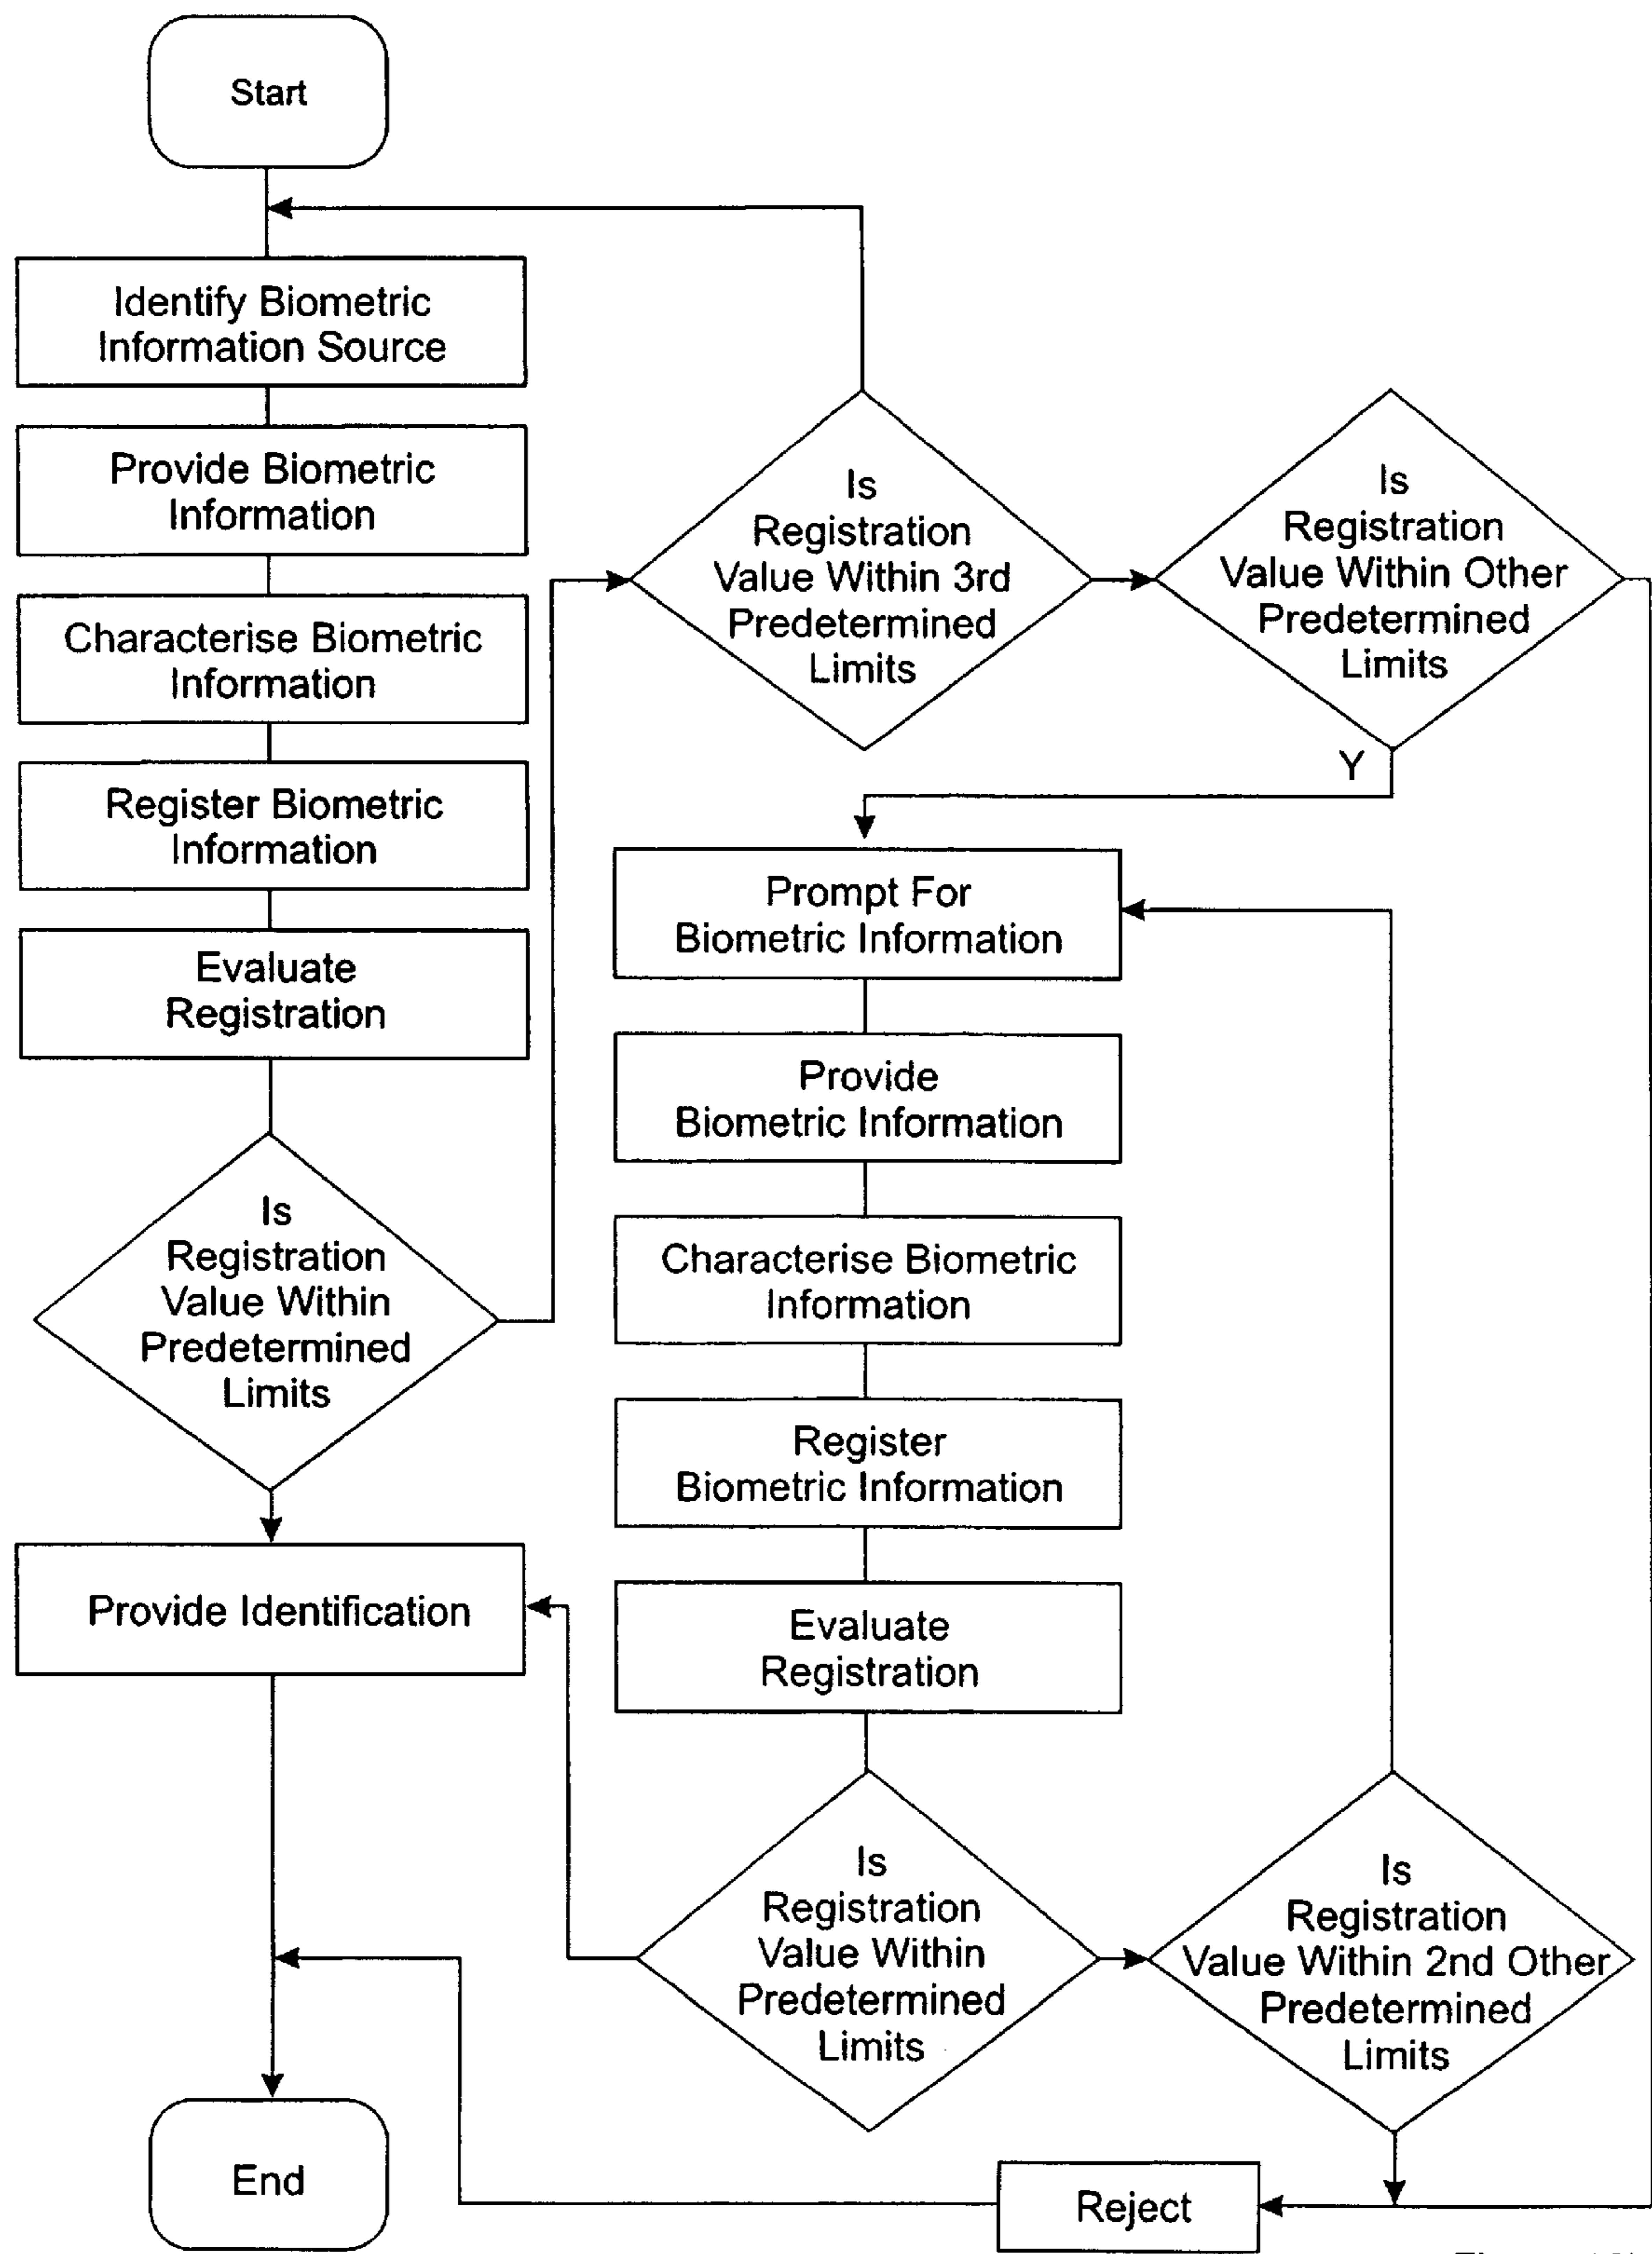 Start
Identify Biometric
Information Source
Provide Biometric
Information
Characterise Biometric
Information
Register Biometric
Information
Evaluate
Registration
Is
Registration
Value Within
Predetermined
Limits
Provide Identification
End
Is
Registration
Value Within 3rd
Predetermined
Limits
Is
Registration
Value Within Other
Predetermined
Limits
Y
Prompt For
Biometric Information
Provide
Biometric Information
Characterise Biometric
Information
Register
Biometric Information
Evaluate
Registration
Is
Registration
Value Within
Predetermined
Limits
Is
Registration
Value Within 2nd Other
Predetermined
Limits
Reject